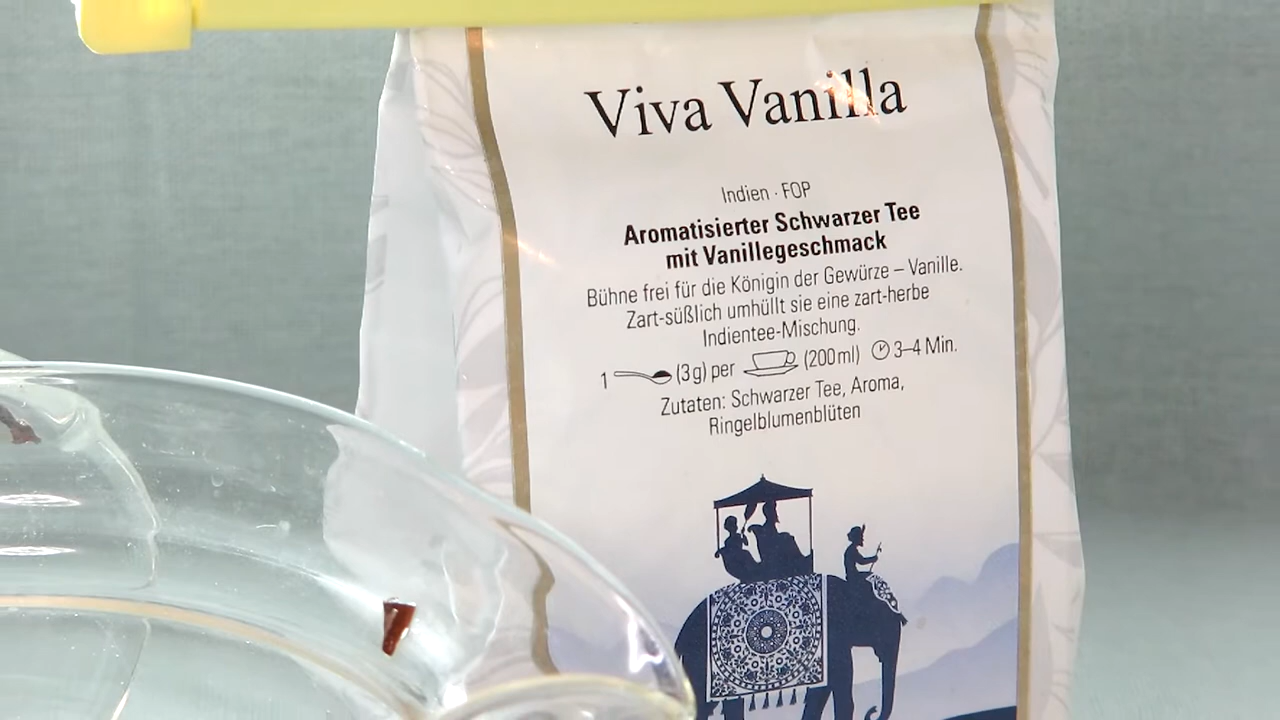 Viva Vanilla
Indien · FOP
Aromatisierter Schwarzer Tee
mit Vanillegeschmack
Bühne frei für die Königin der Gewürze – Vanille.
Zart-süßlich umhüllt sie eine zart-herbe
Indientee-Mischung.
1 (3g) per (200ml) 3–4 Min.
Zutaten: Schwarzer Tee, Aroma,
Ringelblumenblüten